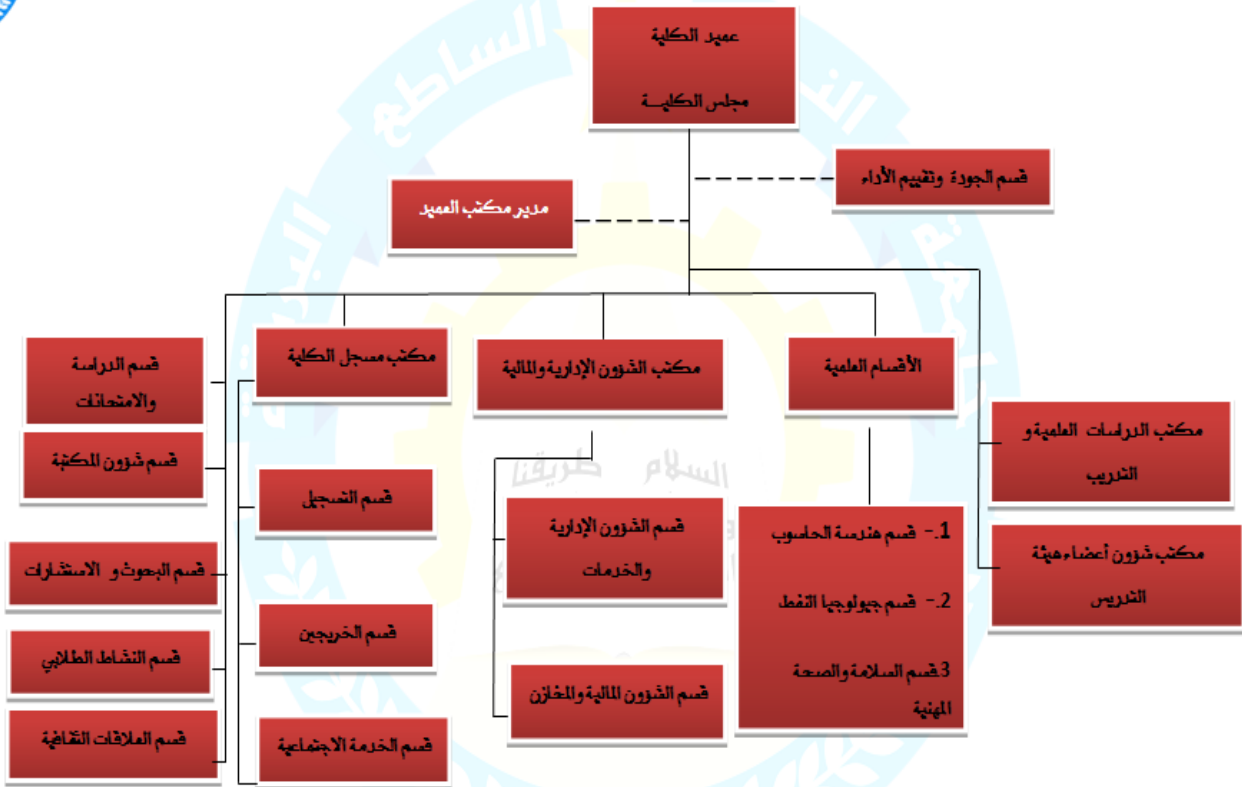 عميد الكلية
مجلس الكليـــة
قسم الجودة وتقييم الأداء
مدير مكتب العميد
الأقسام العلمية
مكتب الشؤون الإدارية والمالية
مكتب مسجل الكلية
قسم الدراسة
والامتحانات
مكتب الدراسات العلمية و
التدريب
قسم شؤون المكتبة
قسم التسجيل
قسم الشؤون الإدارية
والخدمات
1.- قسم هندسة الحاسوب
2.- قسم جيولوجيا النفط
3.قسم السلامة والصحة
المهنية
مكتب شؤون أعضاء هيئة
التدريس
قسم البحوث و الاستشارات
قسم الخريجين
قسم النشاط الطلابي
قسم الشؤون المالية والمخازن
قسم العلاقات الثقافية
قسم الخدمة الاجتماعية
السلام طريقنا
الساطع